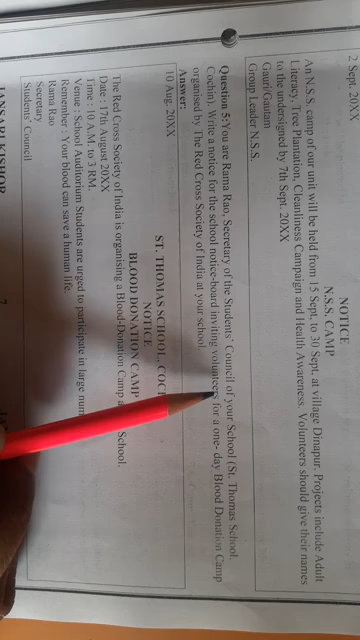 NOTICE
2 Sept. 20XX
N.S.S. CAMP
An N.S.S. camp of our unit will be held from 15 Sept. to 30 Sept. at village Dinapur. Projects include Adult
Literacy, Tree Plantation, Cleanliness Campaign and Health Awareness. Volunteers should give their names
to the undersigned by 7th Sept. 20XX
Gauri/Gautam
Group Leader N.S.S.
Question 5: You are Rama Rao, Secretary of the Students' Council of your School (St. Thomas School,
Cochin). Write a notice for the school notice-board inviting volunteers for a one- day Blood Donation Camp
organised by The Red Cross Society of India at your school.
Answer:
10 Aug. 20XX
ST. THOMAS SCHOOL, COC
NOTICE
BLOOD DONATION CAMP
The Red Cross Society of India is organising a Blood-Donation Camp School.
Date : 17th August 20XX
Time : 10 A.M. to 3 RM.
Venue : School Auditorium Students are urged to participate in large num
Remember : Your blood can save a human life.
Rama Rao
Secretary
Students' Council
KISHOR 7